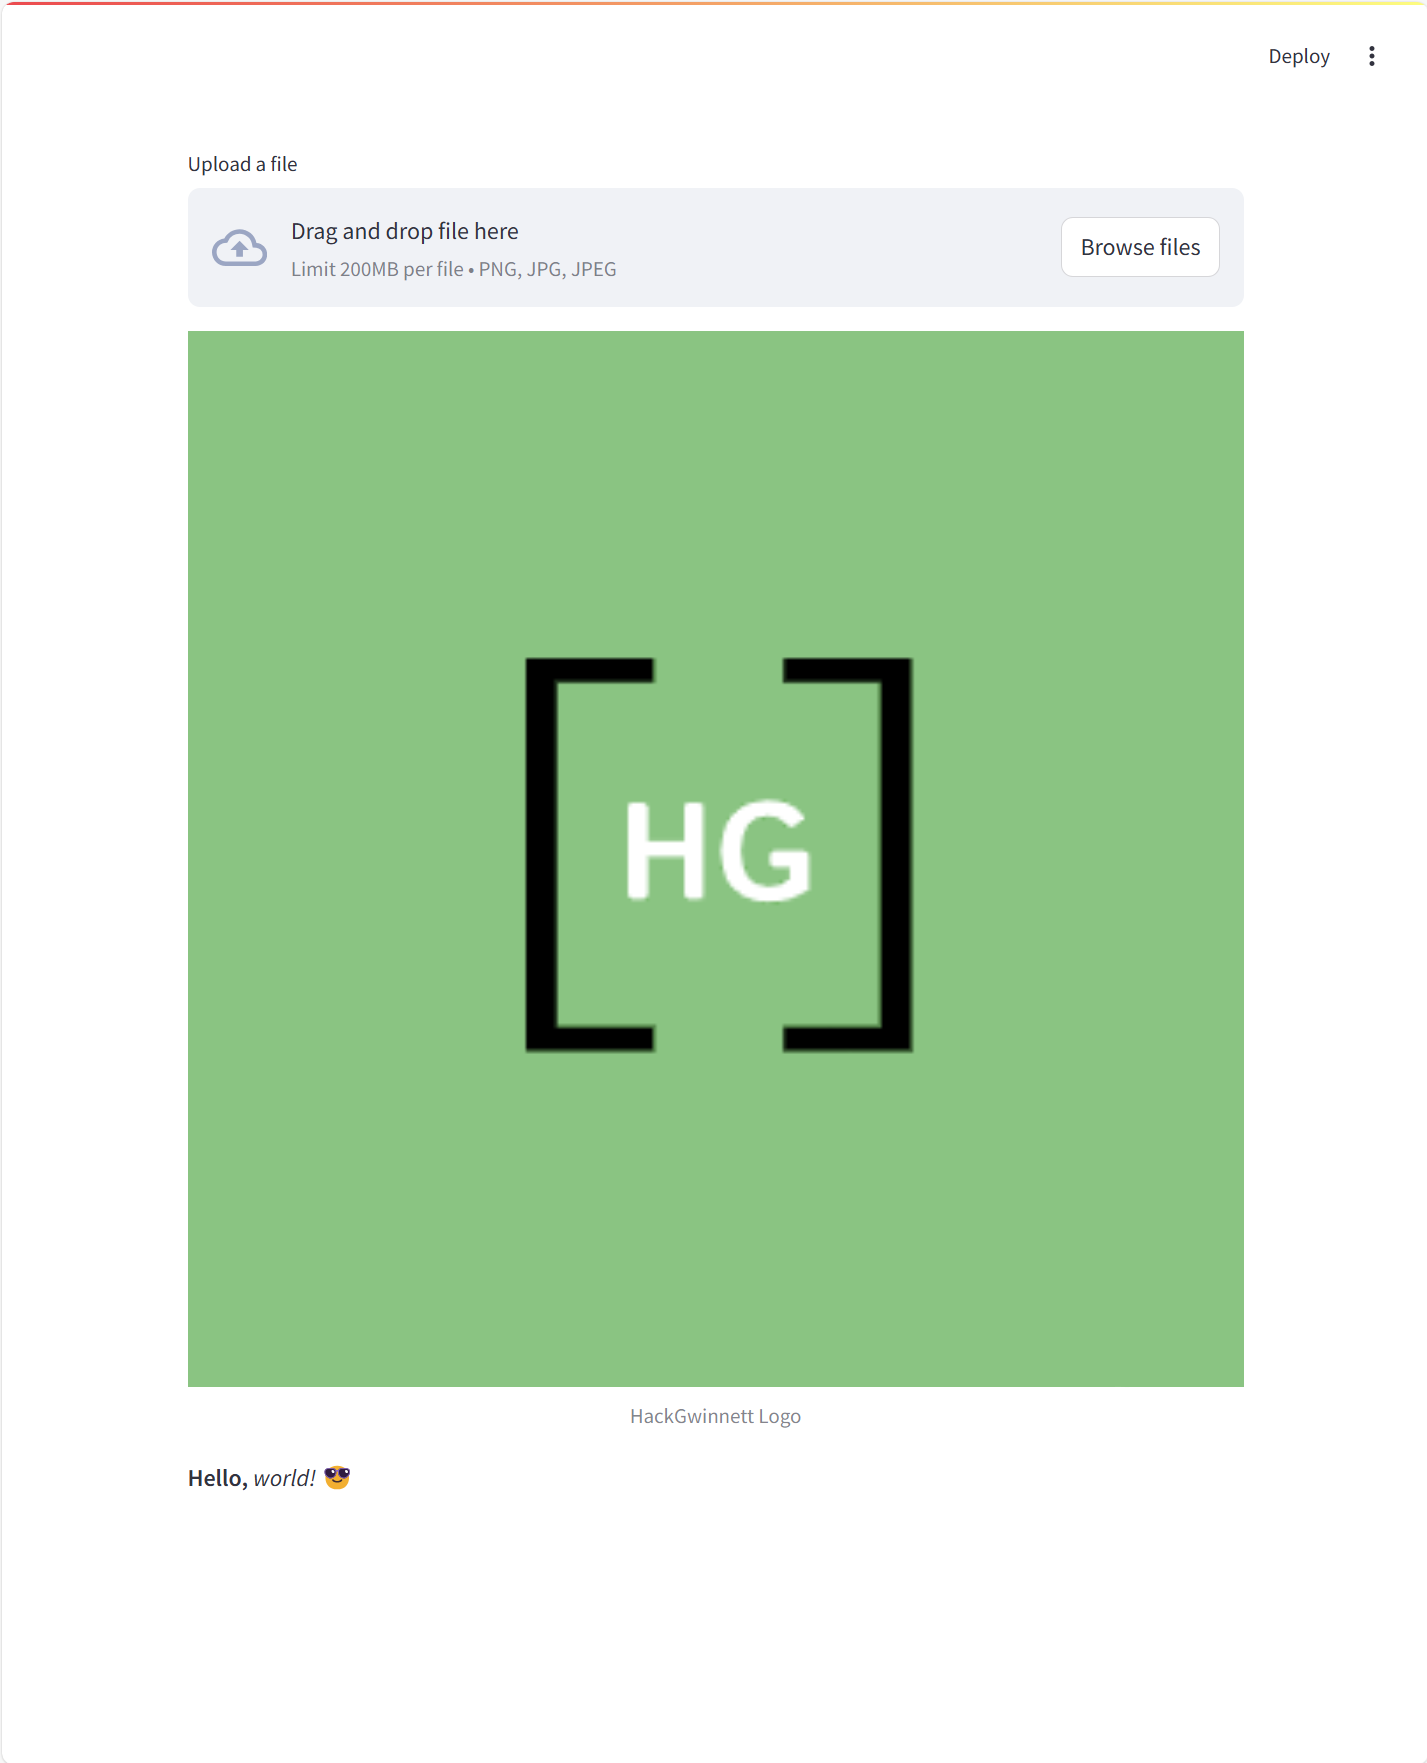 Deploy
Upload a file
Drag and drop file here
Limit 200MB per file • PNG, JPG, JPEG
Browse files
HG
HackGwinnett Logo
Hello, world! 😎